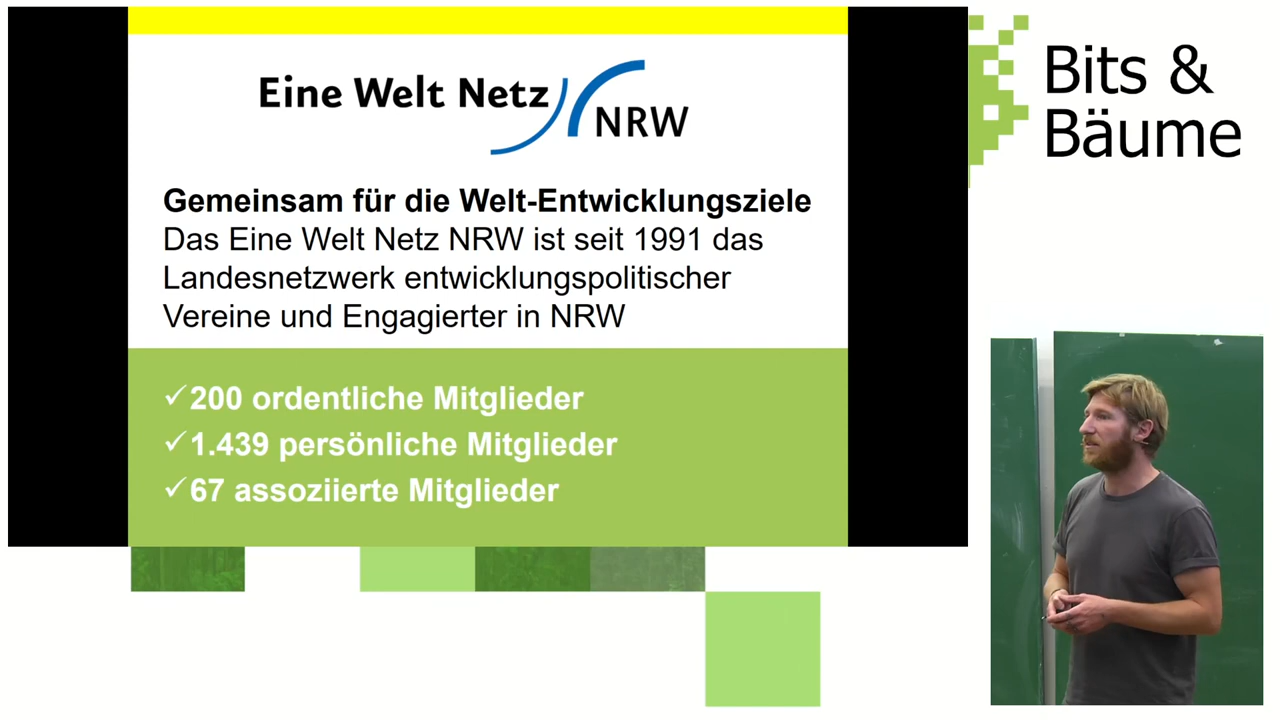 Eine Welt Netz
NRW
Gemeinsam für die Welt-Entwicklungsziele
Das Eine Welt Netz NRW ist seit 1991 das
Landesnetzwerk entwicklungspolitischer
Vereine und Engagierter in NRW
✓200 ordentliche Mitglieder
✓1.439 persönliche Mitglieder
✓67 assoziierte Mitglieder
Bits &
Bäume